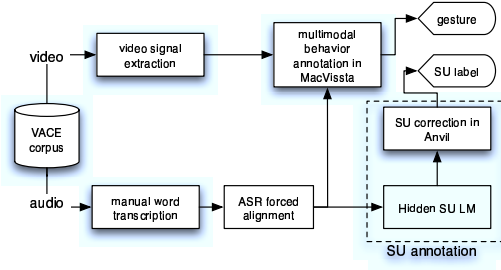 video
video signal
extraction
multimodal
behavior
annotation in
MacVissta
gesture
SU label
VACE
corpus
SU correction in
Anvil
audio
manual word
transcription
ASR forced
alignment
Hidden SU LM
SU annotation